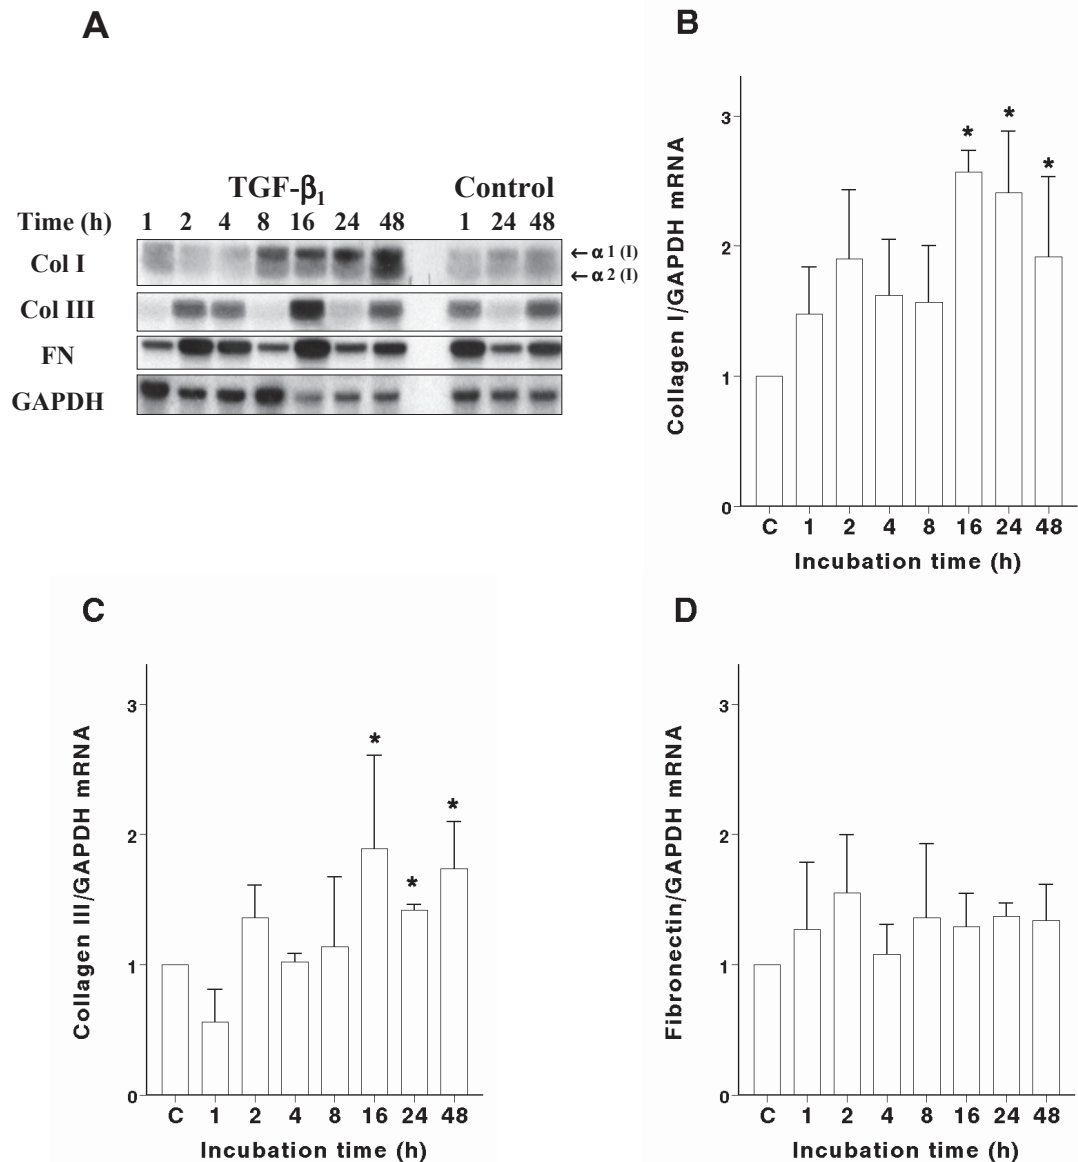 A
TGF-β1 Control
Time (h) 1 2 4 8 16 24 48 1 24 48
Col I ← α 1 (I)
← α 2 (I)
Col III
FN
GAPDH
B
Collagen I/GAPDH mRNA
3
2
1
0
* * *
C 1 2 4 8 16 24 48
Incubation time (h)
C
Collagen III/GAPDH mRNA
3
2
1
0
* * *
C 1 2 4 8 16 24 48
Incubation time (h)
D
Fibronectin/GAPDH mRNA
3
2
1
0
C 1 2 4 8 16 24 48
Incubation time (h)